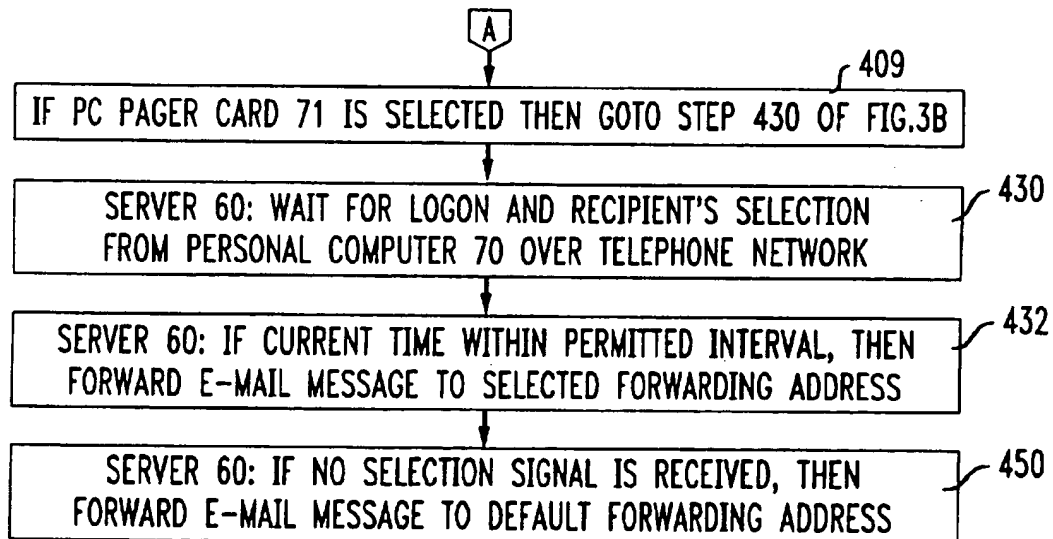 A
409
IF PC PAGER CARD 71 IS SELECTED THEN GOTO STEP 430 OF FIG.3B
430
SERVER 60: WAIT FOR LOGON AND RECIPIENT'S SELECTION
FROM PERSONAL COMPUTER 70 OVER TELEPHONE NETWORK
432
SERVER 60: IF CURRENT TIME WITHIN PERMITTED INTERVAL, THEN
FORWARD E-MAIL MESSAGE TO SELECTED FORWARDING ADDRESS
450
SERVER 60: IF NO SELECTION SIGNAL IS RECEIVED, THEN
FORWARD E-MAIL MESSAGE TO DEFAULT FORWARDING ADDRESS